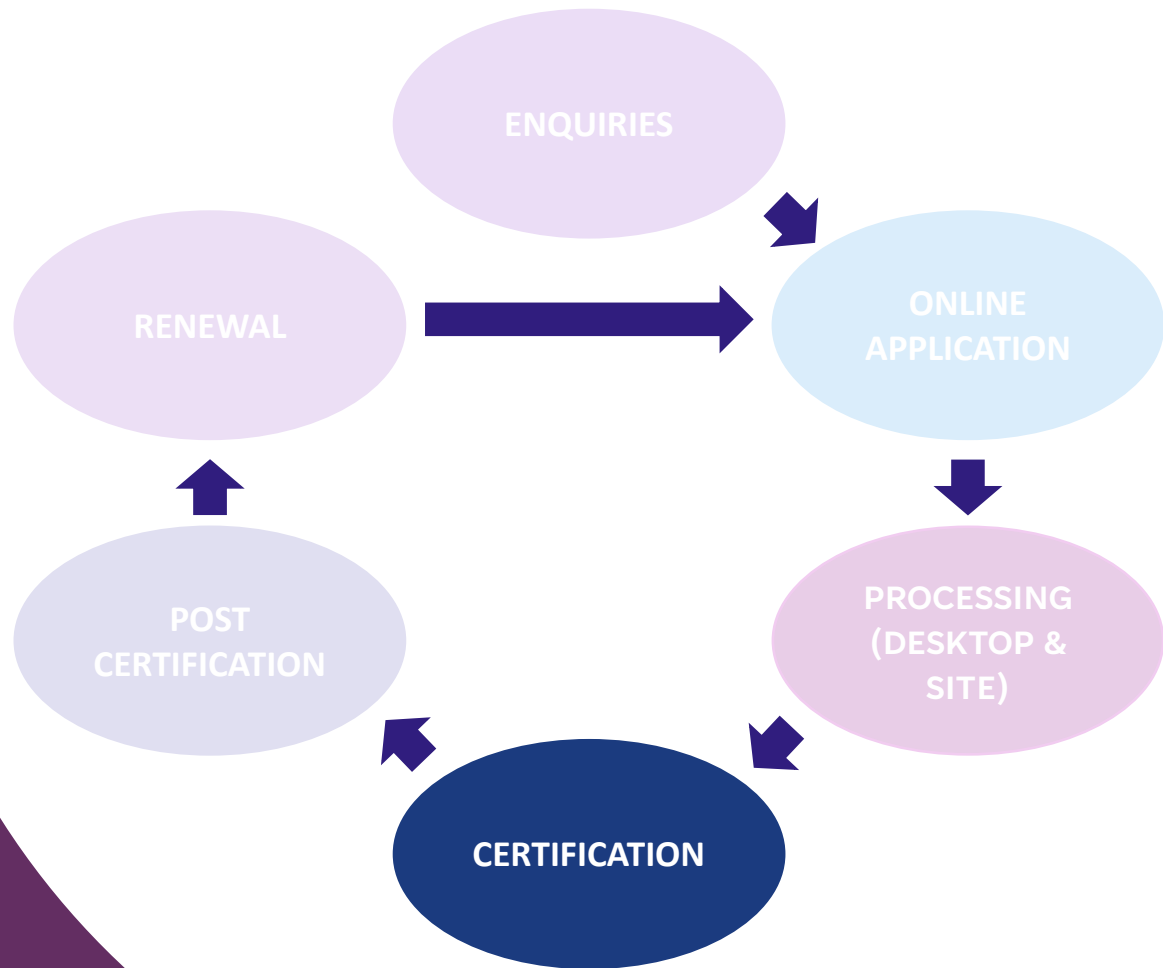 ENQUIRIES
ONLINE
APPLICATION
RENEWAL
PROCESSING
(DESKTOP &
SITE)
POST
CERTIFICATION
CERTIFICATION